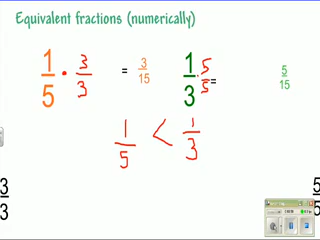 Equivalent fractions (numerically)
1/5 · 3/3 = 3/15
1/3 · 5/5 = 5/15
1/5 < 1/3
3/3
5/5